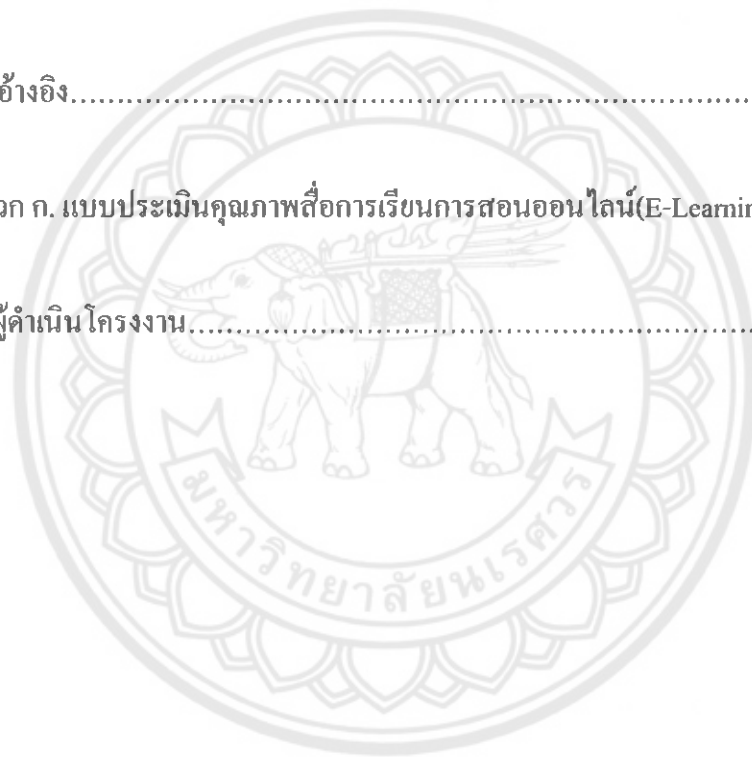 อ้างอิง
วก ก. แบบประเมินคุณภาพสื่อการเรียนการสอนออนไลน์(E-Learnin
ผู้ดำเนินโครงงาน
มหาวิทยาลัยนเรศวร